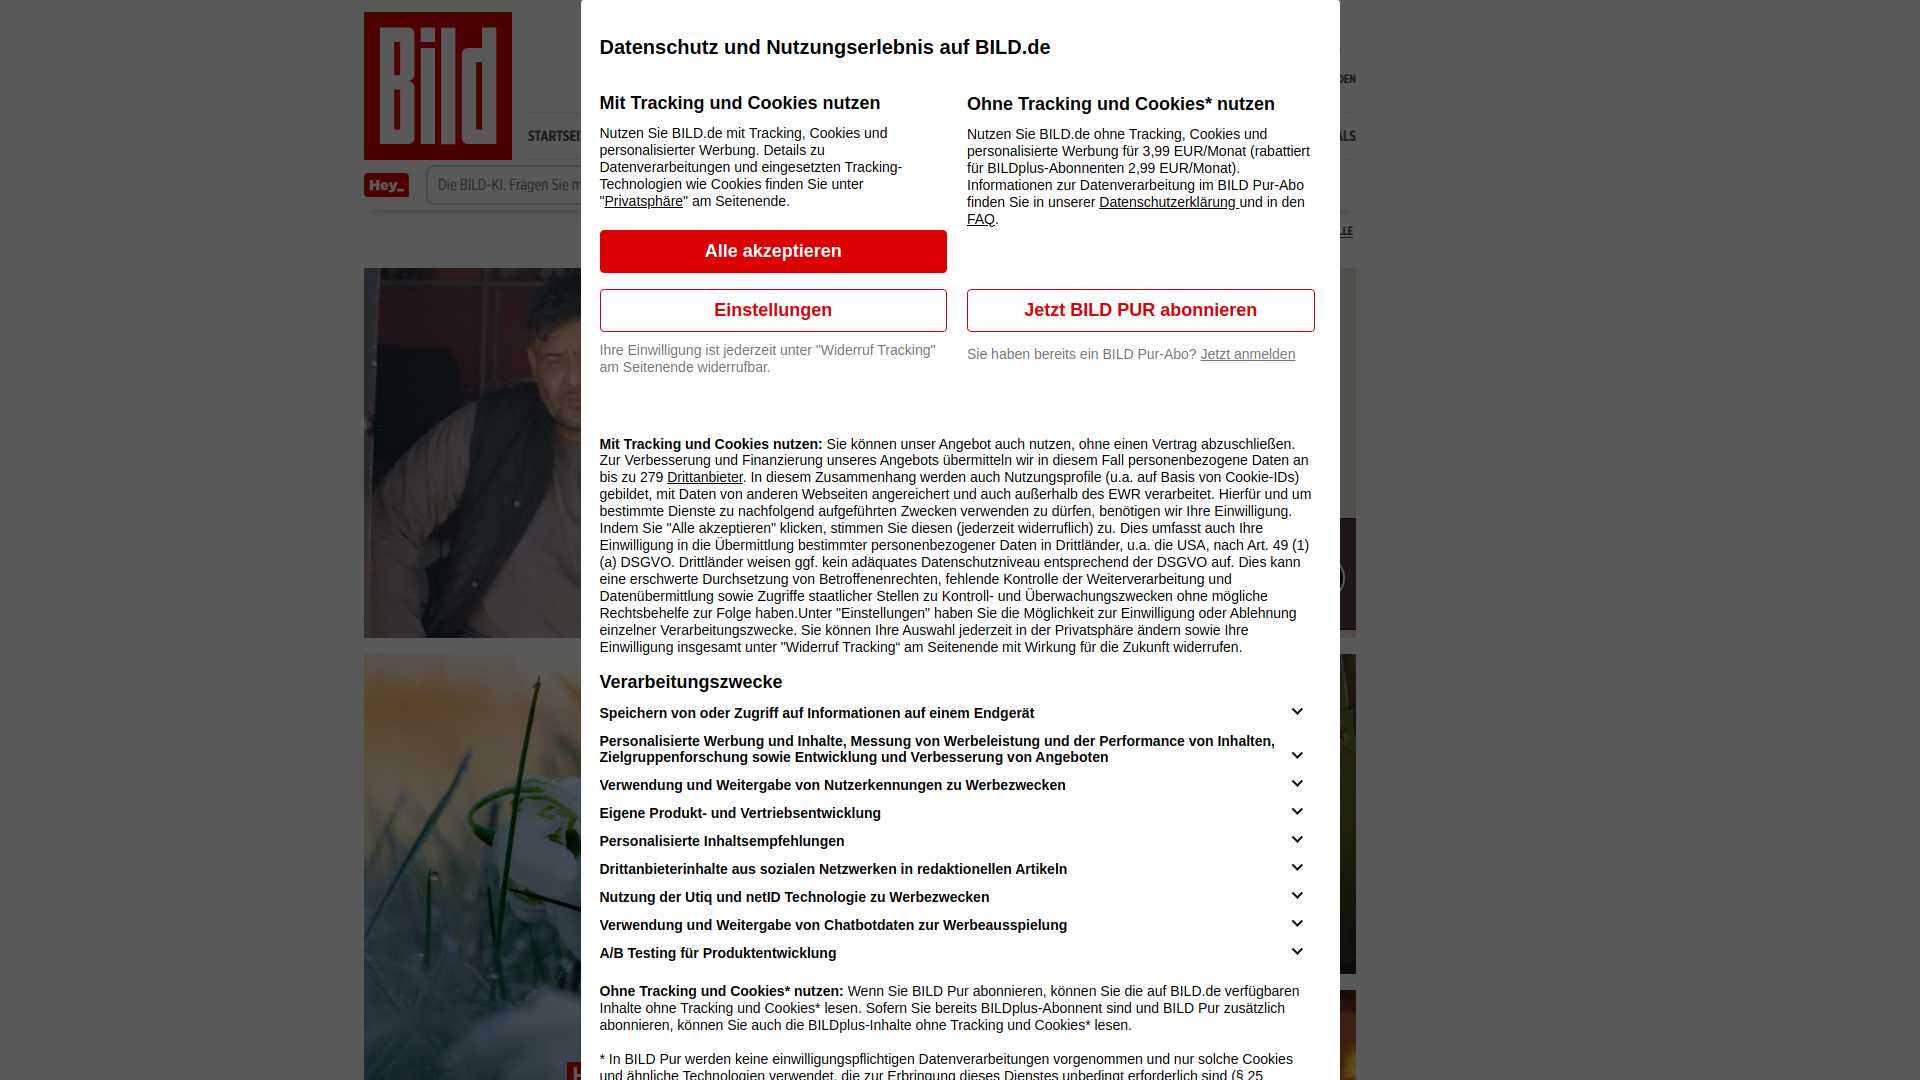 Bild
Datenschutz und Nutzungserlebnis auf BILD.de
Mit Tracking und Cookies nutzen
Nutzen Sie BILD.de mit Tracking, Cookies und
personalisierter Werbung. Details zu
Datenverarbeitungen und eingesetzten Tracking-
Technologien wie Cookies finden Sie unter
"Privatsphäre" am Seitenende.
Alle akzeptieren
Einstellungen
Ihre Einwilligung ist jederzeit unter "Widerruf Tracking"
am Seitenende widerrufbar.
Ohne Tracking und Cookies* nutzen
Nutzen Sie BILD.de ohne Tracking, Cookies und
personalisierte Werbung für 3,99 EUR/Monat (rabattiert
für BILDplus-Abonnenten 2,99 EUR/Monat).
Informationen zur Datenverarbeitung im BILD Pur-Abo
finden Sie in unserer Datenschutzerklärung und in den
FAQ.
Jetzt BILD PUR abonnieren
Sie haben bereits ein BILD Pur-Abo? Jetzt anmelden
STARTSEI
Hey_
Die BILD-KI. Fragen Sie m
Mit Tracking und Cookies nutzen: Sie können unser Angebot auch nutzen, ohne einen Vertrag abzuschließen.
Zur Verbesserung und Finanzierung unseres Angebots übermitteln wir in diesem Fall personenbezogene Daten an
bis zu 279 Drittanbieter. In diesem Zusammenhang werden auch Nutzungsprofile (u.a. auf Basis von Cookie-IDs)
gebildet, mit Daten von anderen Webseiten angereichert und auch außerhalb des EWR verarbeitet. Hierfür und um
bestimmte Dienste zu nachfolgend aufgeführten Zwecken verwenden zu dürfen, benötigen wir Ihre Einwilligung.
Indem Sie "Alle akzeptieren" klicken, stimmen Sie diesen (jederzeit widerruflich) zu. Dies umfasst auch Ihre
Einwilligung in die Übermittlung bestimmter personenbezogener Daten in Drittländer, u.a. die USA, nach Art. 49 (1)
(a) DSGVO. Drittländer weisen ggf. kein adäquates Datenschutzniveau entsprechend der DSGVO auf. Dies kann
eine erschwerte Durchsetzung von Betroffenenrechten, fehlende Kontrolle der Weiterverarbeitung und
Datenübermittlung sowie Zugriffe staatlicher Stellen zu Kontroll- und Überwachungszwecken ohne mögliche
Rechtsbehelfe zur Folge haben.Unter "Einstellungen" haben Sie die Möglichkeit zur Einwilligung oder Ablehnung
einzelner Verarbeitungszwecke. Sie können Ihre Auswahl jederzeit in der Privatsphäre ändern sowie Ihre
Einwilligung insgesamt unter "Widerruf Tracking“ am Seitenende mit Wirkung für die Zukunft widerrufen.
Verarbeitungszwecke
Speichern von oder Zugriff auf Informationen auf einem Endgerät
Personalisierte Werbung und Inhalte, Messung von Werbeleistung und der Performance von Inhalten,
Zielgruppenforschung sowie Entwicklung und Verbesserung von Angeboten
Verwendung und Weitergabe von Nutzerkennungen zu Werbezwecken
Eigene Produkt- und Vertriebsentwicklung
Personalisierte Inhaltsempfehlungen
Drittanbieterinhalte aus sozialen Netzwerken in redaktionellen Artikeln
Nutzung der Utiq und netID Technologie zu Werbezwecken
Verwendung und Weitergabe von Chatbotdaten zur Werbeausspielung
A/B Testing für Produktentwicklung
Ohne Tracking und Cookies* nutzen: Wenn Sie BILD Pur abonnieren, können Sie die auf BILD.de verfügbaren
Inhalte ohne Tracking und Cookies* lesen. Sofern Sie bereits BILDplus-Abonnent sind und BILD Pur zusätzlich
abonnieren, können Sie auch die BILDplus-Inhalte ohne Tracking und Cookies* lesen.
* In BILD Pur werden keine einwilligungspflichtigen Datenverarbeitungen vorgenommen und nur solche Cookies
und ähnliche Technologien verwendet, die zur Erbringung dieses Dienstes unbedingt erforderlich sind (§ 25